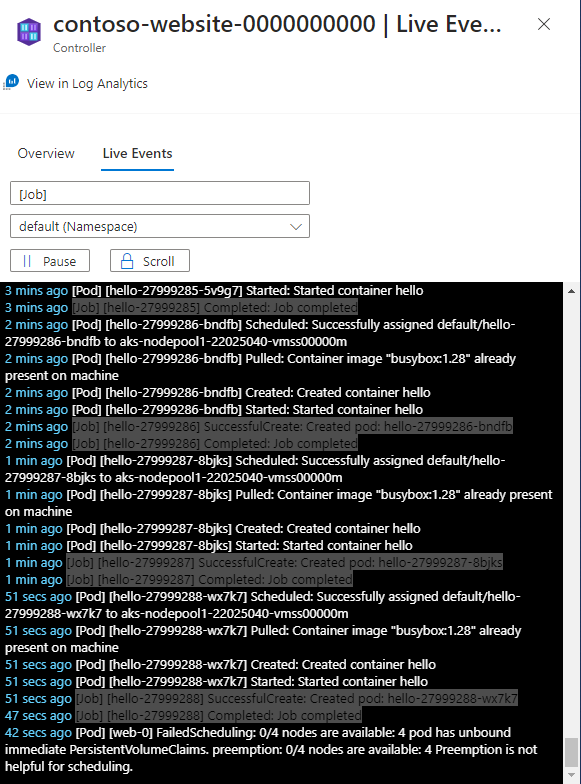 contoso-website-0000000000 | Live Eve...
Controller
View in Log Analytics
Overview
Live Events
[Job]
default (Namespace)
Pause
Scroll
3 mins ago [Pod] [hello-27999285-5v9g7] Started: Started container hello
3 mins ago [Job] [hello-27999285] Completed: Job completed
2 mins ago [Pod] [hello-27999286-bndfb] Scheduled: Successfully assigned default/hello-
27999286-bndfb to aks-nodepool1-22025040-vmss00000m
2 mins ago [Pod] [hello-27999286-bndfb] Pulled: Container image "busybox:1.28" already
present on machine
2 mins ago [Pod] [hello-27999286-bndfb] Created: Created container hello
2 mins ago [Pod] [hello-27999286-bndfb] Started: Started container hello
2 mins ago [Job] [hello-27999286] SuccessfulCreate: Created pod: hello-27999286-bndfb
2 mins ago [Job] [hello-27999286] Completed: Job completed
1 min ago [Pod] [hello-27999287-8bjks] Scheduled: Successfully assigned default/hello-
27999287-8bjks to aks-nodepool1-22025040-vmss00000m
1 min ago [Pod] [hello-27999287-8bjks] Pulled: Container image "busybox:1.28" already present
on machine
1 min ago [Pod] [hello-27999287-8bjks] Created: Created container hello
1 min ago [Pod] [hello-27999287-8bjks] Started: Started container hello
1 min ago [Job] [hello-27999287] SuccessfulCreate: Created pod: hello-27999287-8bjks
1 min ago [Job] [hello-27999287] Completed: Job completed
51 secs ago [Pod] [hello-27999288-wx7k7] Scheduled: Successfully assigned default/hello-
27999288-wx7k7 to aks-nodepool1-22025040-vmss00000m
51 secs ago [Pod] [hello-27999288-wx7k7] Pulled: Container image "busybox:1.28" already
present on machine
51 secs ago [Pod] [hello-27999288-wx7k7] Created: Created container hello
51 secs ago [Pod] [hello-27999288-wx7k7] Started: Started container hello
51 secs ago [Job] [hello-27999288] SuccessfulCreate: Created pod: hello-27999288-wx7k7
47 secs ago [Job] [hello-27999288] Completed: Job completed
42 secs ago [Pod] [web-0] FailedScheduling: 0/4 nodes are available: 4 pod has unbound
immediate PersistentVolumeClaims. preemption: 0/4 nodes are available: 4 Preemption is not
helpful for scheduling.